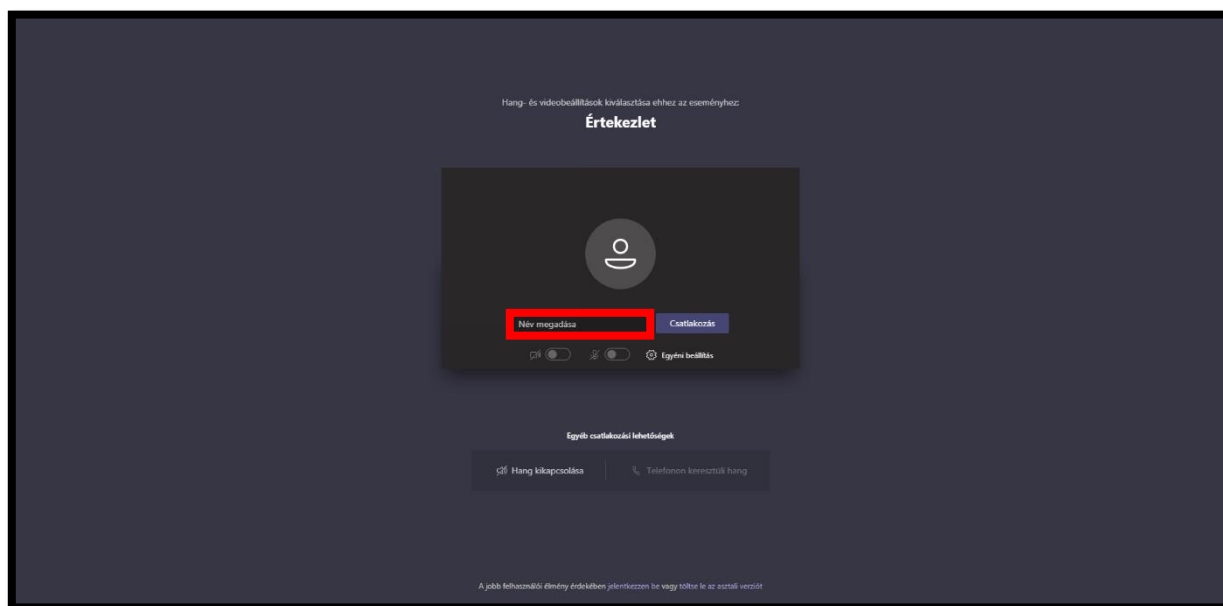 Hang- és videobeállítások kiválasztása ehhez az eseményhez:
Értekezlet
Név megadása
Csatlakozás
Egyéni beállítás
Egyéb csatlakozási lehetőségek
Hang kikapcsolása
Telefonon keresztüli hang
A jobb felhasználói élmény érdekében jelentkezzen be vagy töltse le az asztali verziót